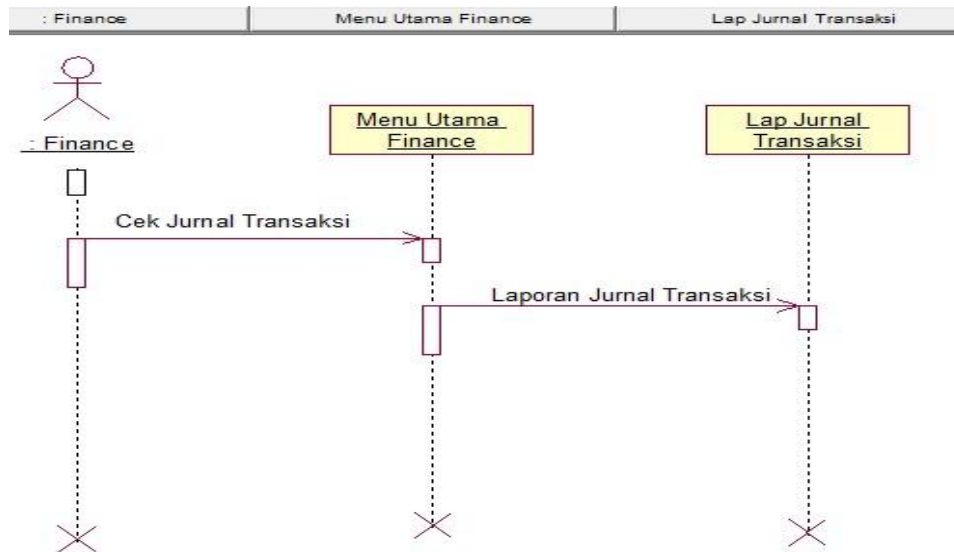 : Finance
Menu Utama Finance
Lap Jurnal Transaksi
: Finance
Menu Utama
Finance
Lap Jurnal
Transaksi
Cek Jurnal Transaksi
Laporan Jurnal Transaksi